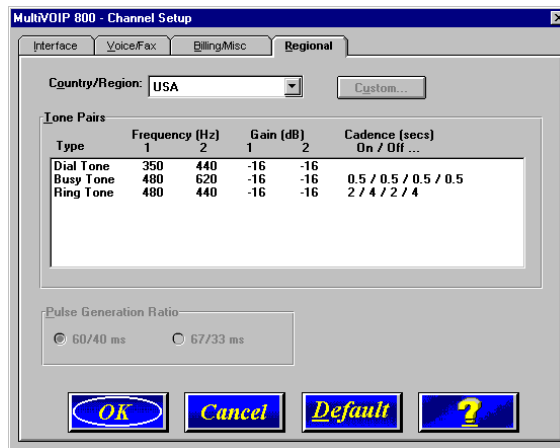 MultiVOIP 800 - Channel Setup
Interface Voice/Fax Billing/Misc Regional
Country/Region: USA Custom...
Tone Pairs
Frequency (Hz) Gain (dB) Cadence (secs)
Type 1 2 1 2 On / Off ...
Dial Tone 350 440 -16 -16
Busy Tone 480 620 -16 -16 0.5 / 0.5 / 0.5 / 0.5
Ring Tone 480 440 -16 -16 2 / 4 / 2 / 4
Pulse Generation Ratio
60/40 ms 67/33 ms
OK Cancel Default ?